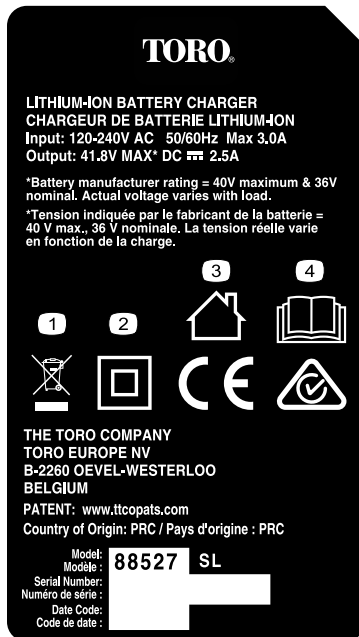 TORO®
LITHIUM-ION BATTERY CHARGER
CHARGEUR DE BATTERIE LITHIUM-ION
Input: 120-240V AC 50/60Hz Max 3.0A
Output: 41.8V MAX* DC 2.5A
*Battery manufacturer rating = 40V maximum & 36V
nominal. Actual voltage varies with load.
*Tension indiquée par le fabricant de la batterie =
40 V max., 36 V nominale. La tension réelle varie
en fonction de la charge.
3 4
1 2
CE
THE TORO COMPANY
TORO EUROPE NV
B-2260 OEVEL-WESTERLOO
BELGIUM
PATENT: www.ttcopats.com
Country of Origin: PRC / Pays d'origine : PRC
Model:
Modèle : 88527 SL
Serial Number:
Numéro de série :
Date Code:
Code de date :